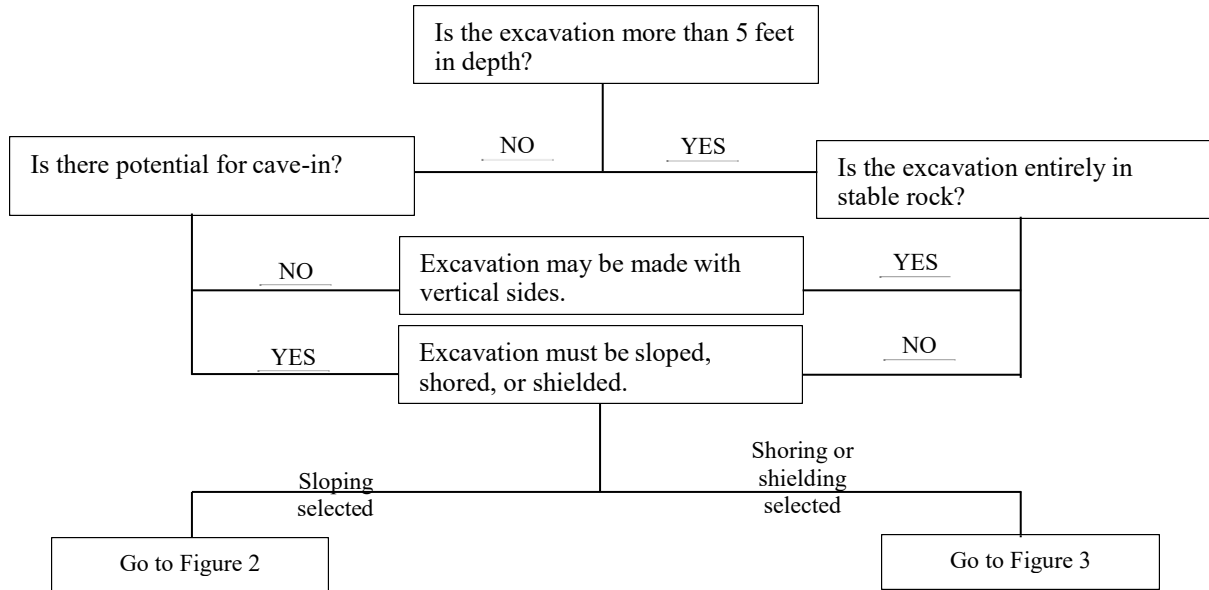 Is the excavation more than 5 feet
in depth?
NO
YES
Is there potential for cave-in?
Is the excavation entirely in
stable rock?
NO
Excavation may be made with
vertical sides.
YES
YES
Excavation must be sloped,
shored, or shielded.
NO
Sloping
selected
Shoring or
shielding
selected
Go to Figure 2
Go to Figure 3